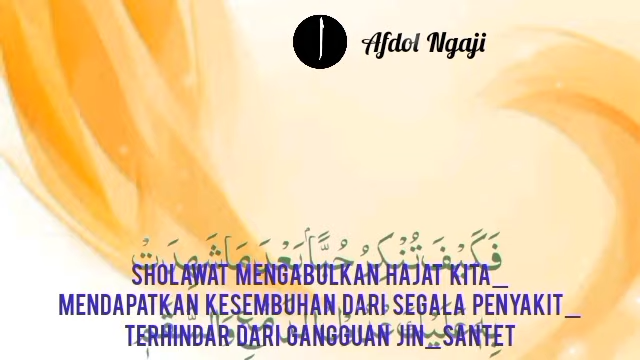 Afdol Ngaji
فَكَيْفَ تُنْكِرُ حُبًّا بَعْدَ مَا شَهِدَتْ
SHOLAWAT MENGABULKAN HAJAT KITA_
MENDAPATKAN KESEMBUHAN DARI SEGALA PENYAKIT_
TERHINDAR DARI GANGGUAN JIN_SANTET